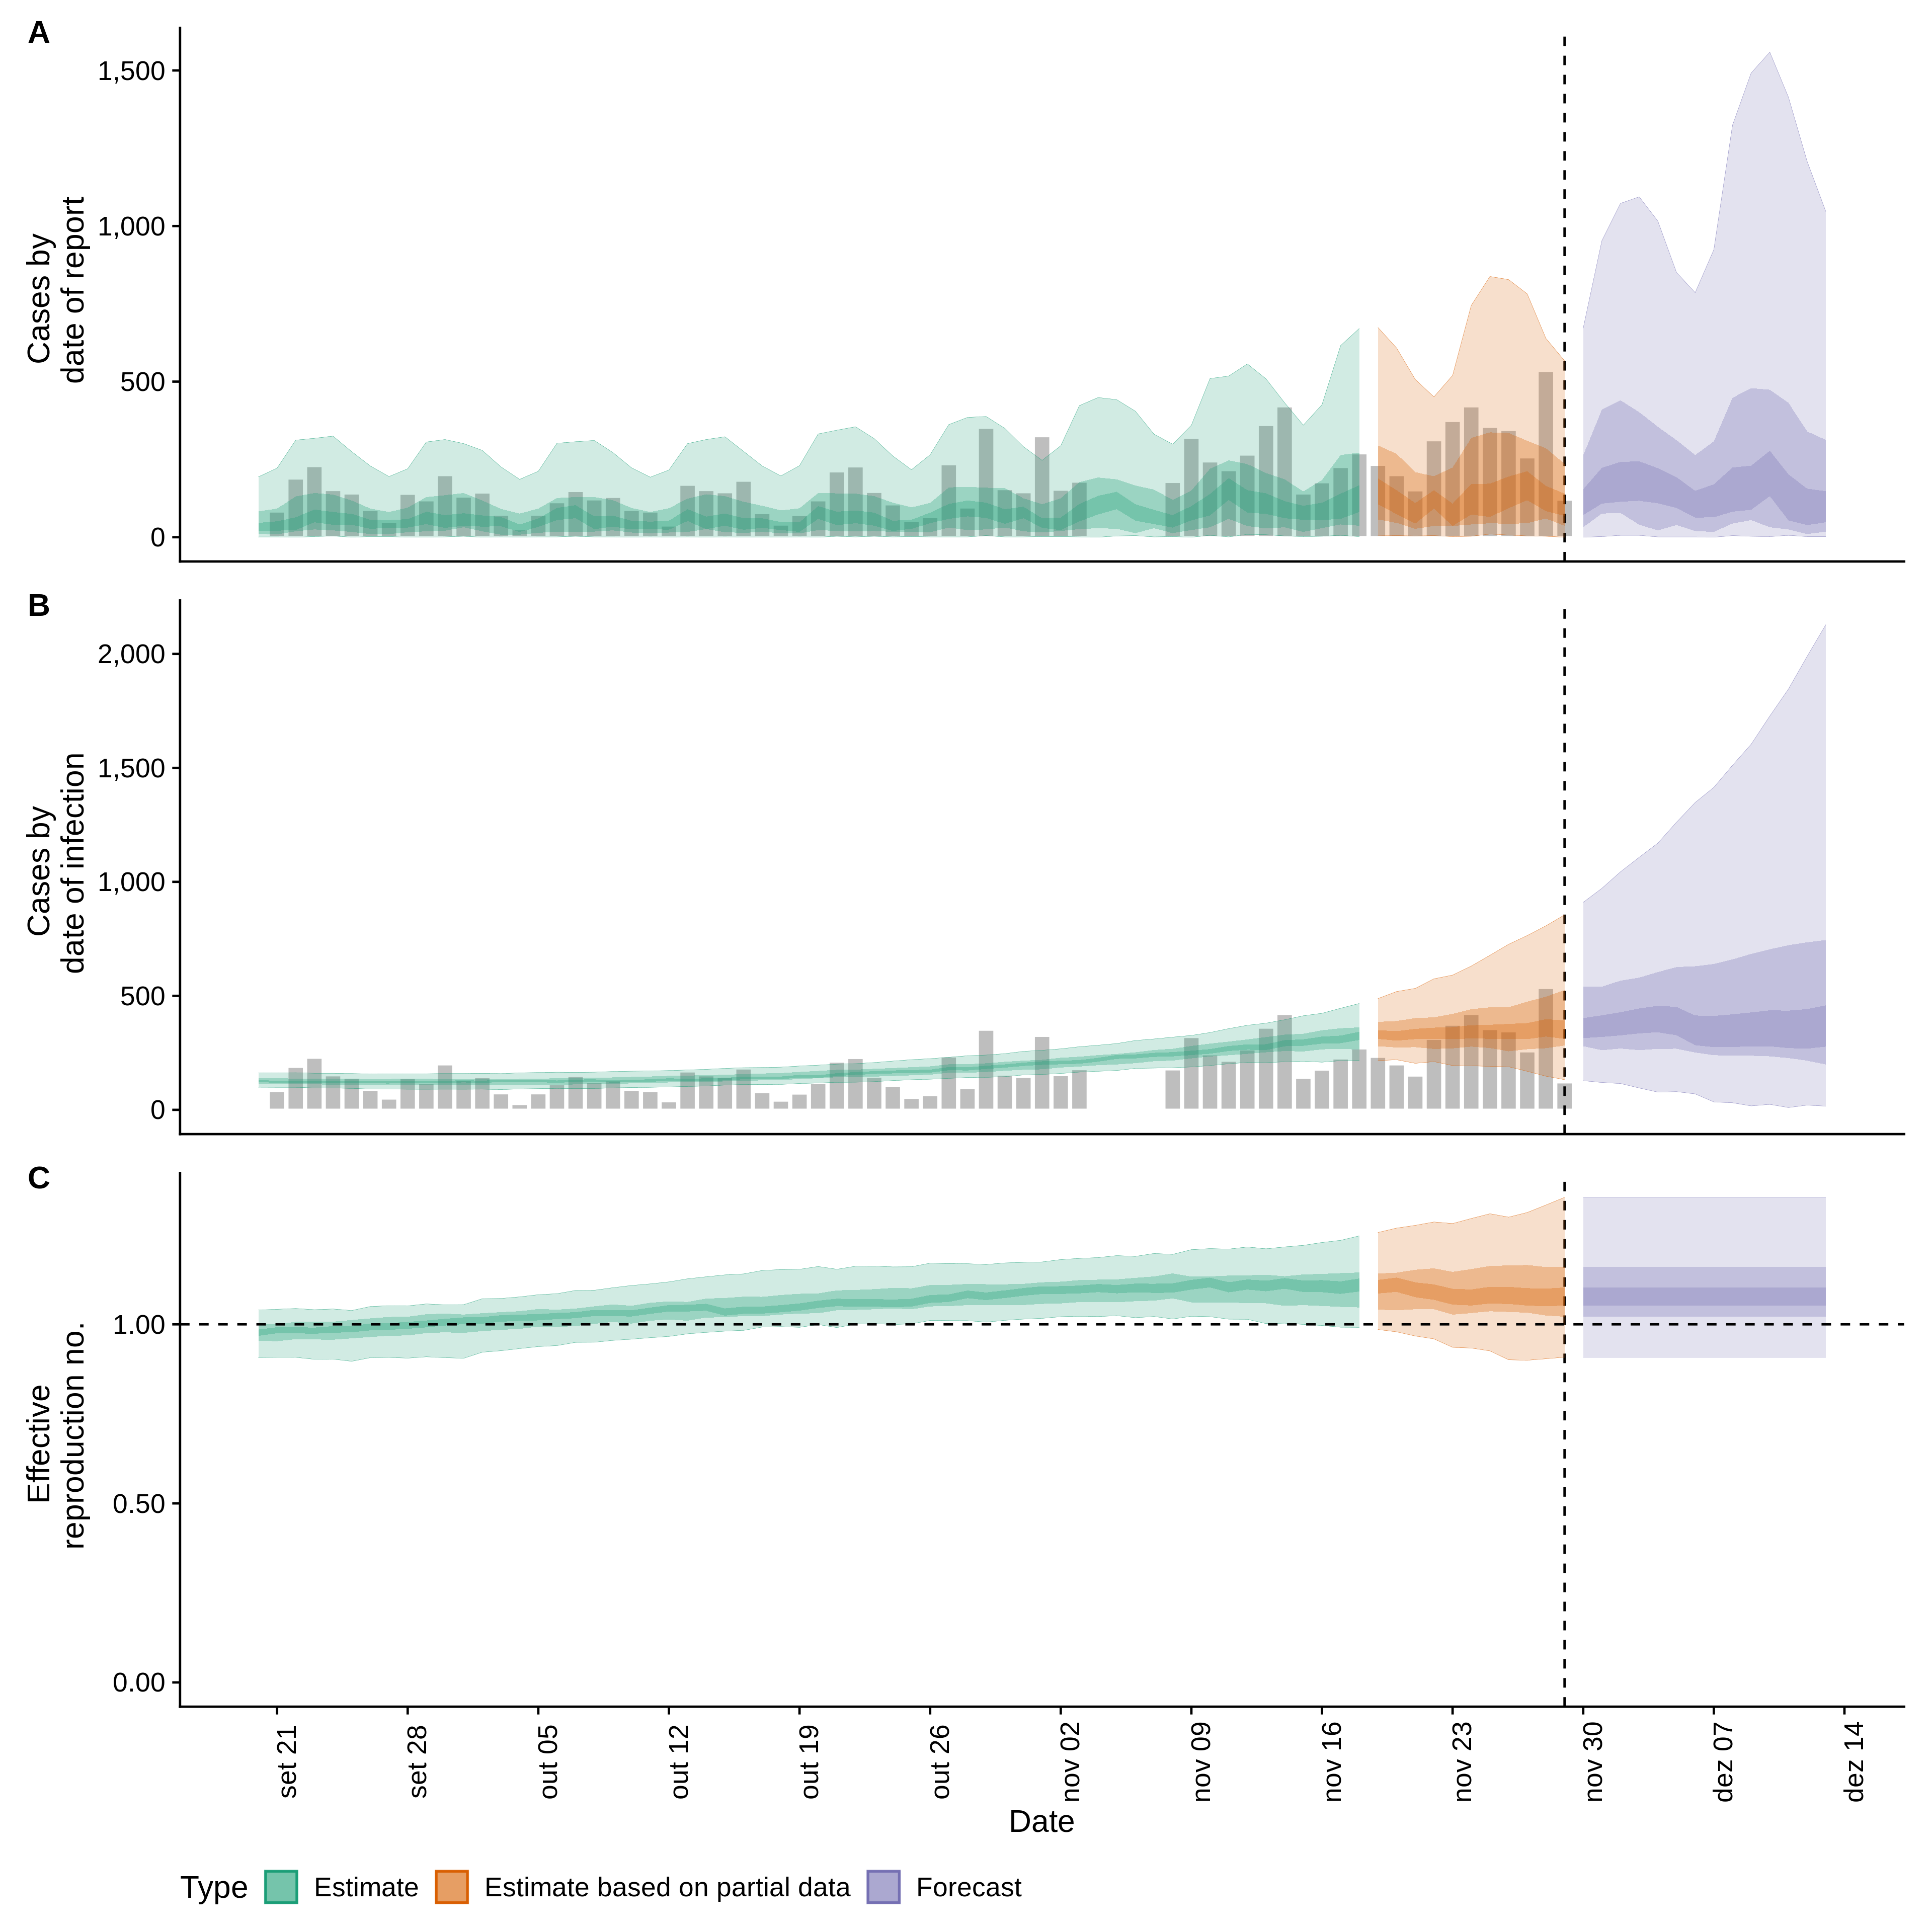 A
Cases by
date of report
1,500
1,000
500
0
B
Cases by
date of infection
2,000
1,500
1,000
500
0
C
Effective
reproduction no.
1.00
0.50
0.00
set 21
set 28
out 05
out 12
out 19
out 26
nov 02
nov 09
nov 16
nov 23
nov 30
dez 07
dez 14
Date
Type Estimate Estimate based on partial data Forecast